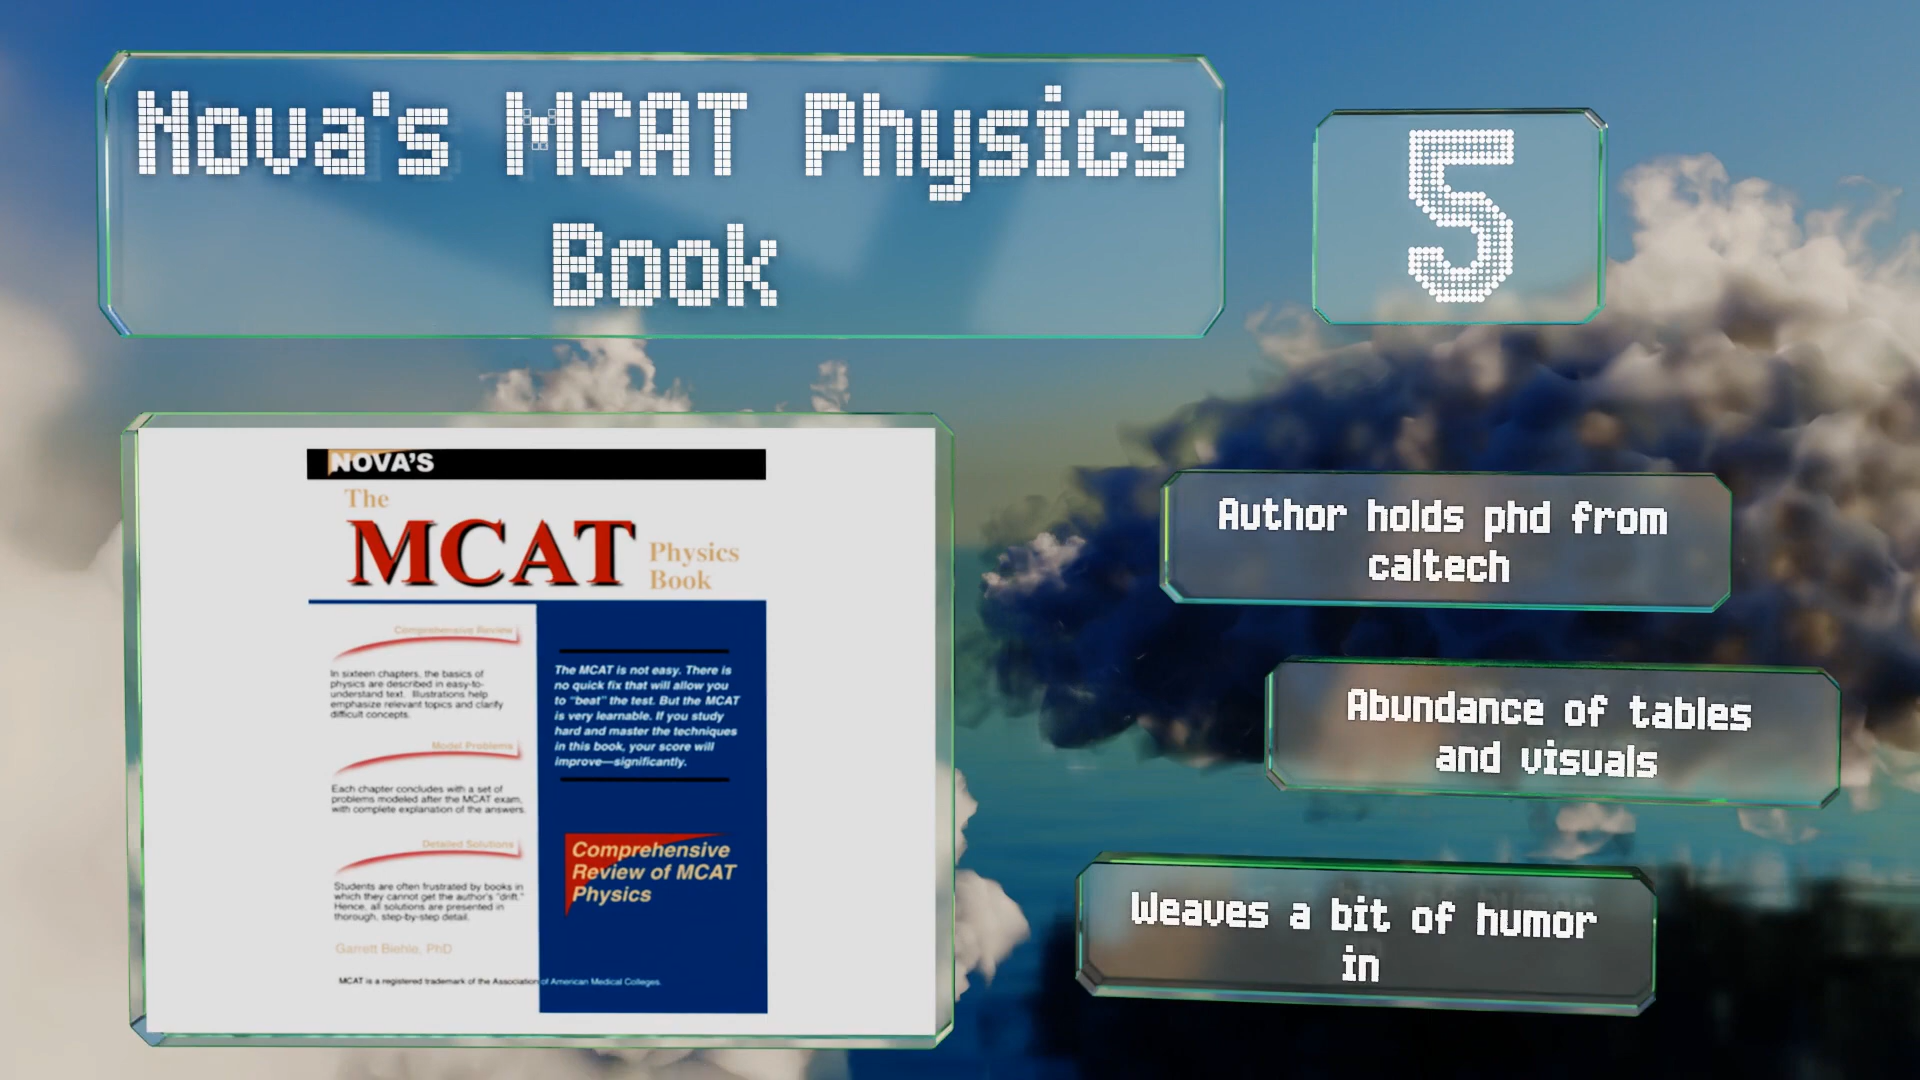 Nova's MCAT Physics
Book
5
NOVA'S
The
MCAT
Physics
Book
Comprehensive Review
In sixteen chapters, the basics of
physics are described in easy-to-
understand text. Illustrations help
emphasize relevant topics and clarify
difficult concepts.
Model Problems
Each chapter concludes with a set of
problems modeled after the MCAT exam,
with complete explanation of the answers.
Detailed Solutions
Students are often frustrated by books in
which they cannot get the author's "drift."
Hence, all solutions are presented in
thorough, step-by-step detail.
Garrett Biehle, PhD
MCAT is a registered trademark of the Association of American Medical Colleges.
The MCAT is not easy. There is
no quick fix that will allow you
to "beat" the test. But the MCAT
is very learnable. If you study
hard and master the techniques
in this book, your score will
improve—significantly.
Comprehensive
Review of MCAT
Physics
Author holds phd from
caltech
Abundance of tables
and visuals
Weaves a bit of humor
in